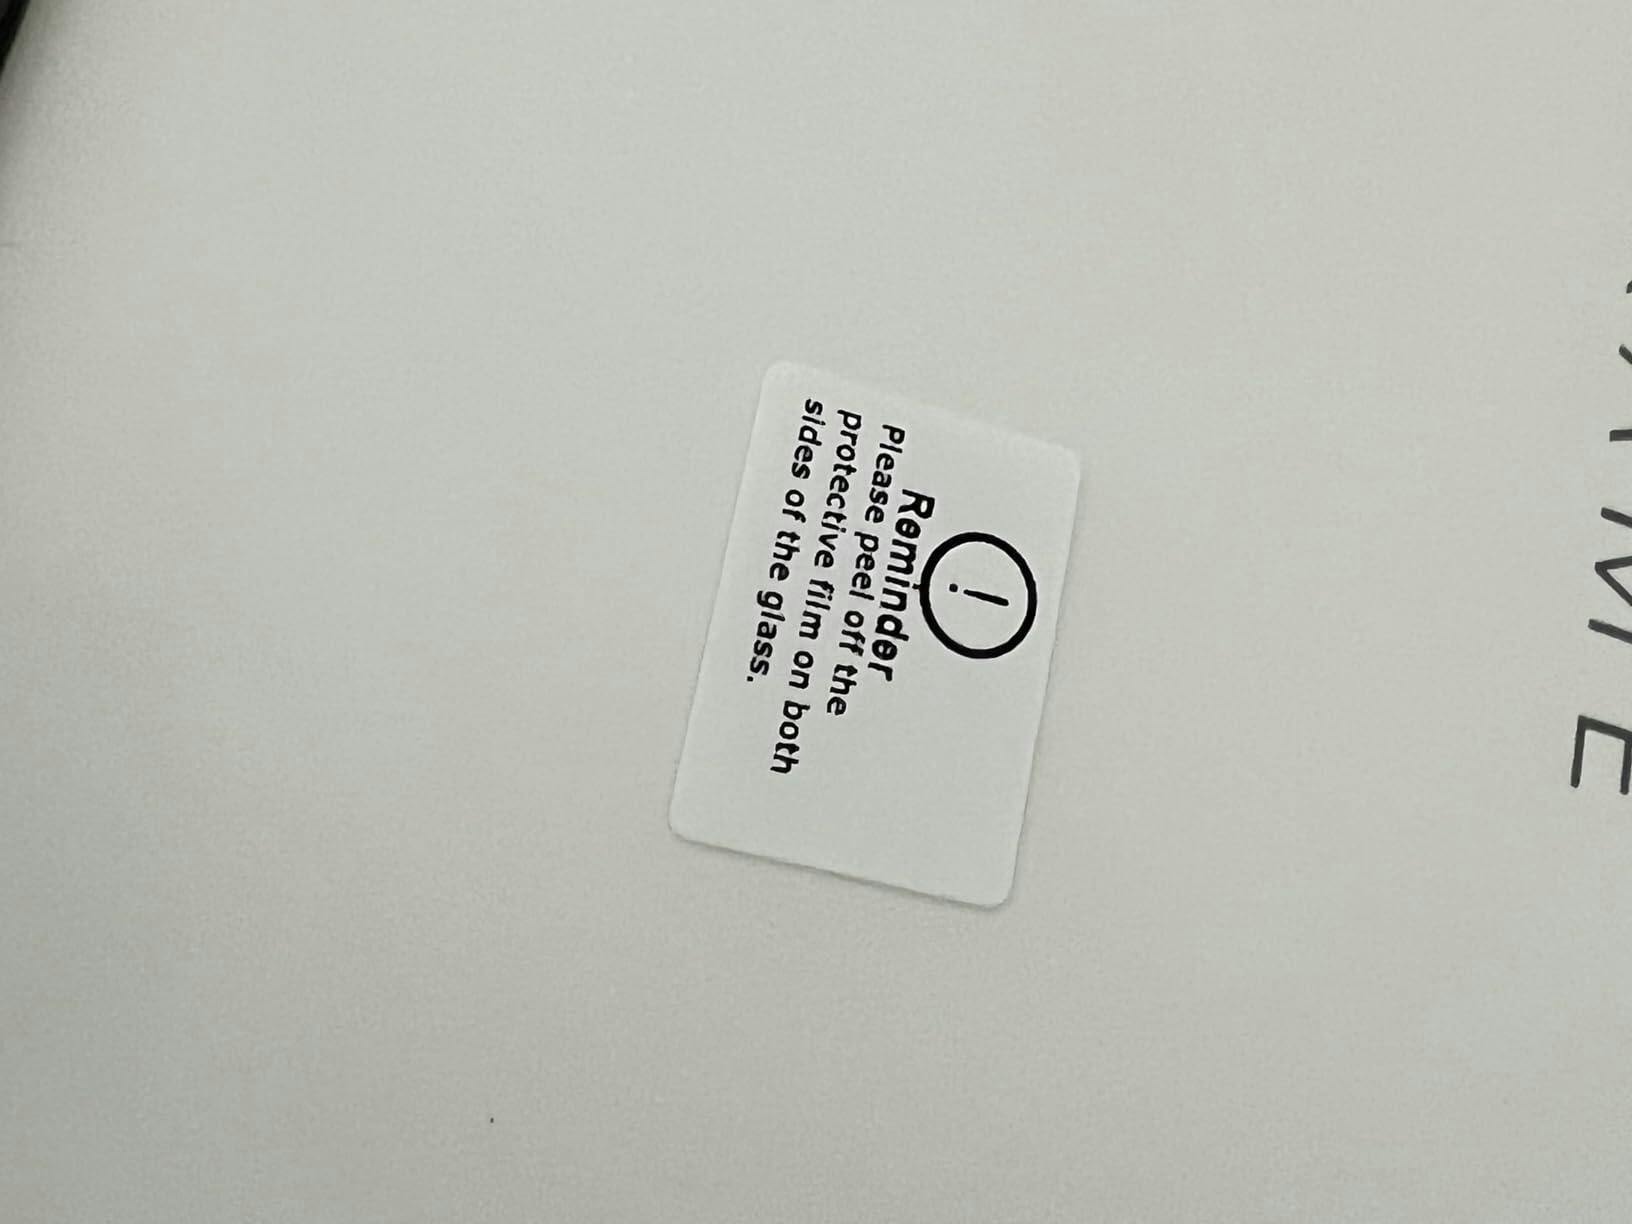 !
Reminder
Please peel off the
protective film on both
sides of the glass.